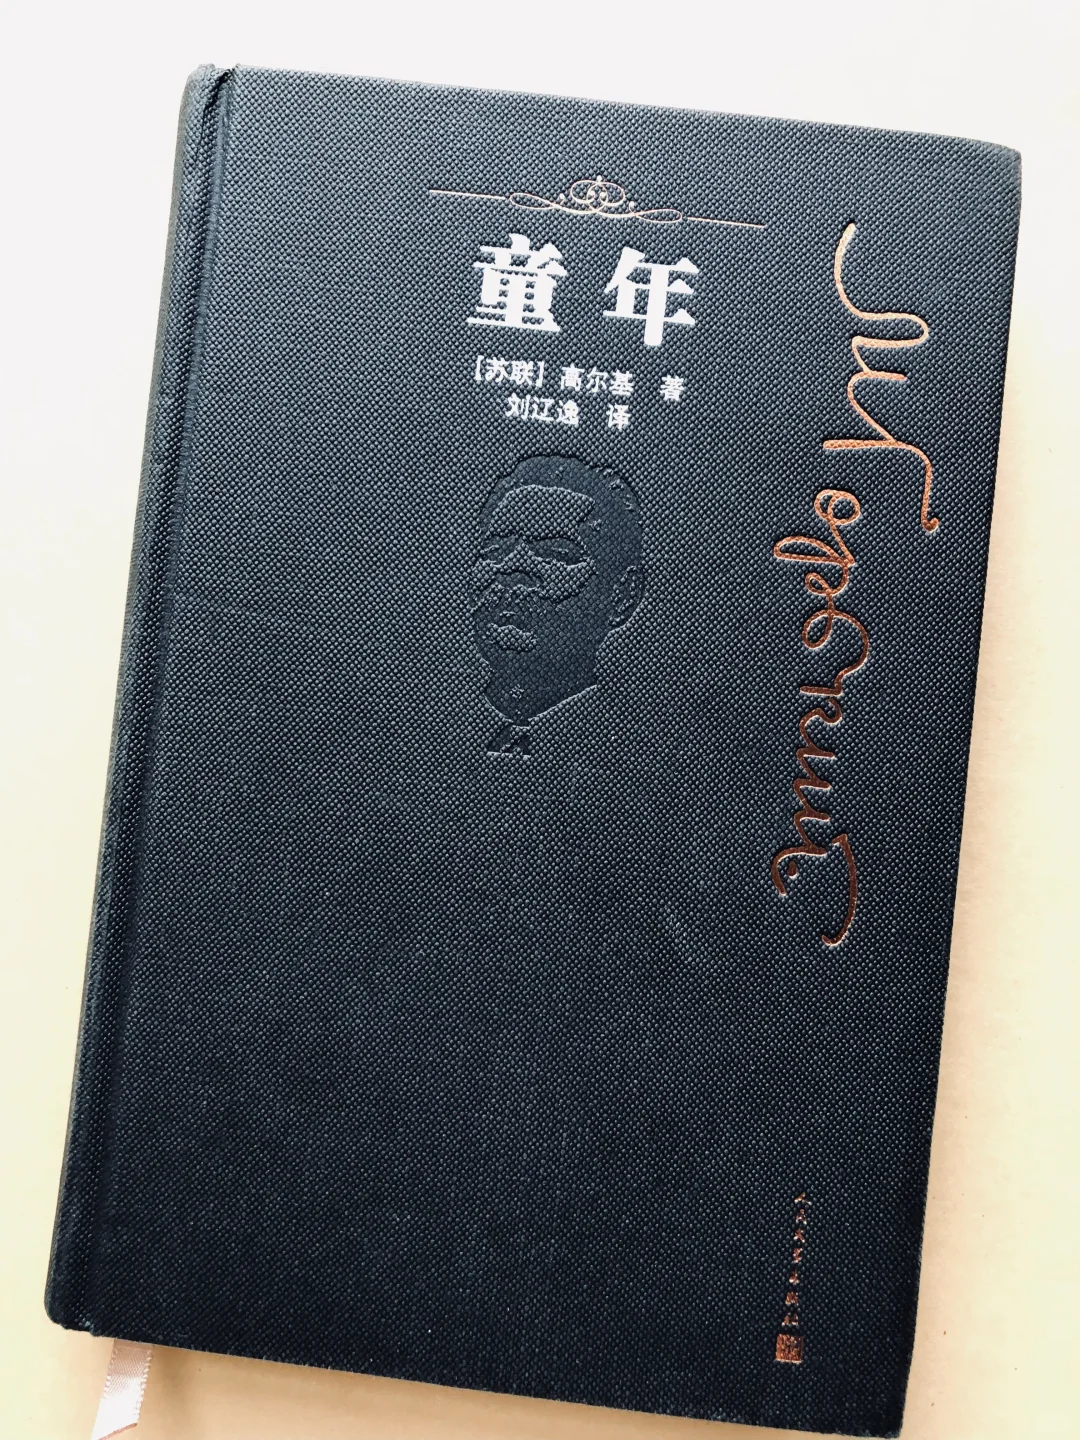 童年
[苏联] 高尔基 著
刘辽逸 译
М. Горький.
人民文学出版社